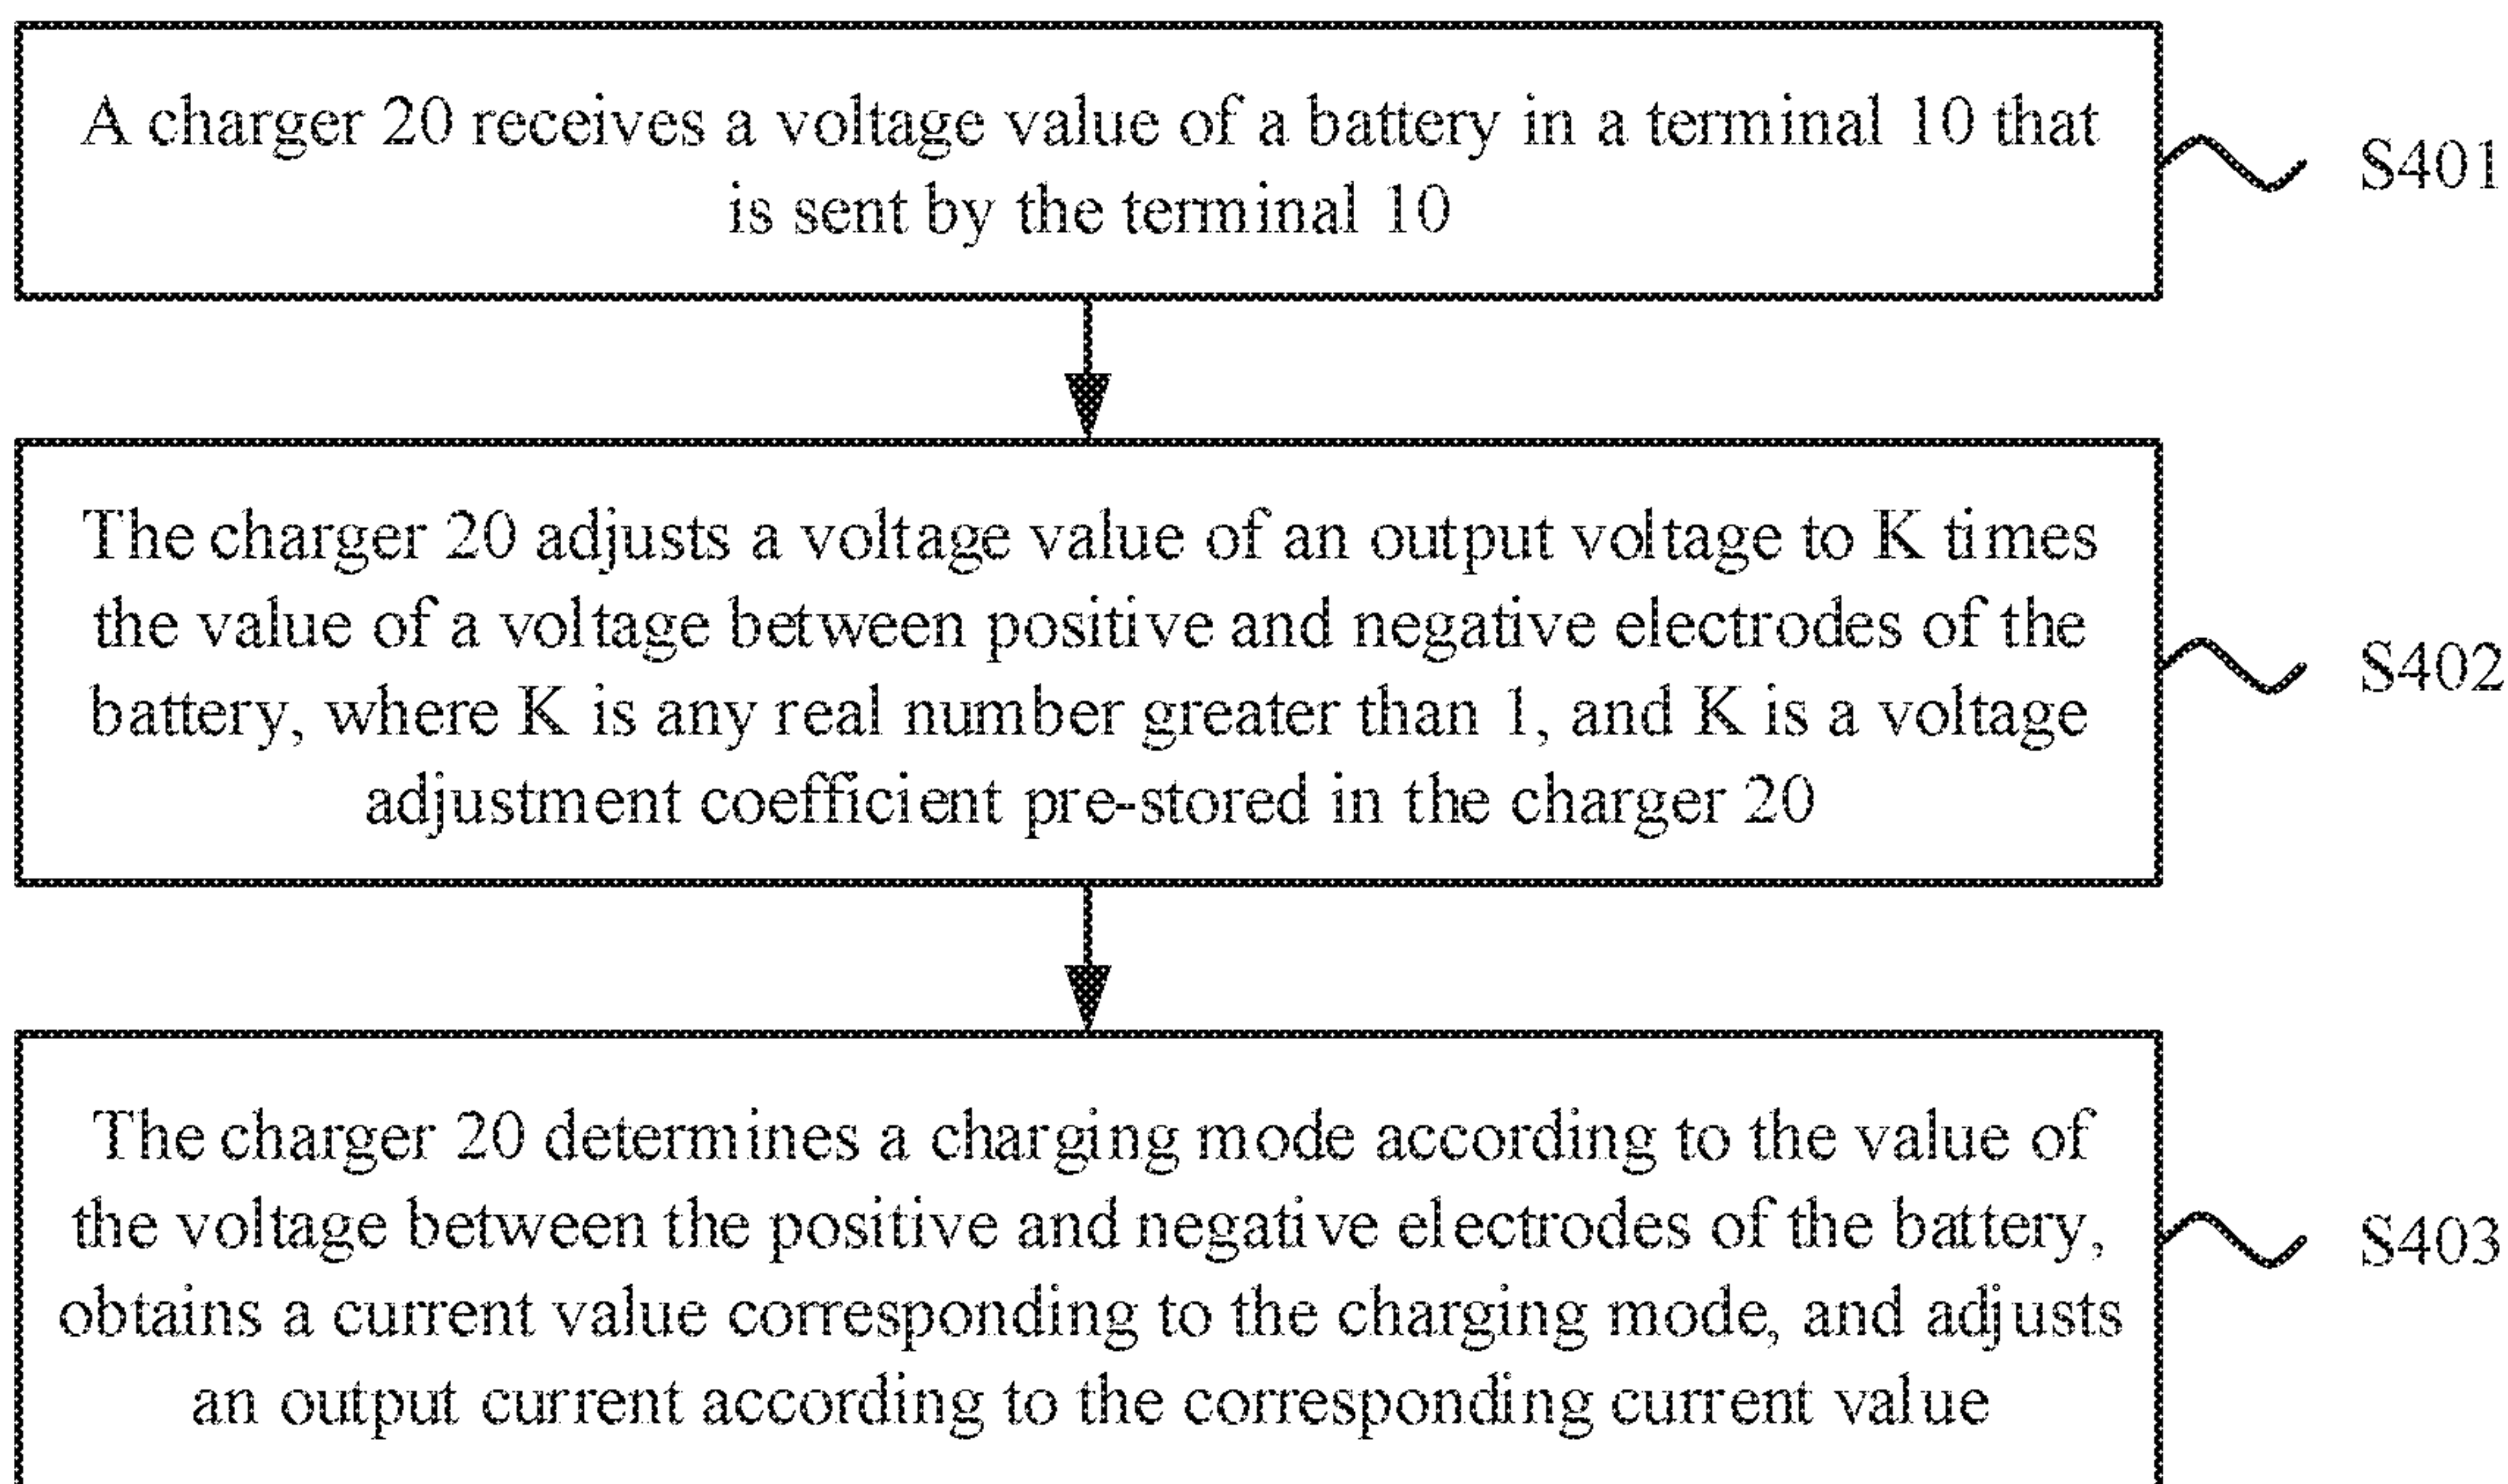 A charger 20 receives a voltage value of a battery in a terminal 10 that
is sent by the terminal 10
S401
The charger 20 adjusts a voltage value of an output voltage to K times
the value of a voltage between positive and negative electrodes of the
battery, where K is any real number greater than 1, and K is a voltage
adjustment coefficient pre-stored in the charger 20
S402
The charger 20 determines a charging mode according to the value of
the voltage between the positive and negative electrodes of the battery,
obtains a current value corresponding to the charging mode, and adjusts
an output current according to the corresponding current value
S403